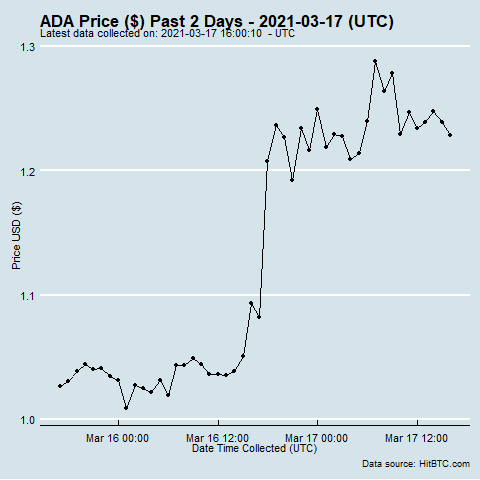 ADA Price ($) Past 2 Days - 2021-03-17 (UTC)
Latest data collected on: 2021-03-17 16:00:10 - UTC
1.3
1.2
1.1
1.0
Price USD ($)
Mar 16 00:00 Mar 16 12:00 Mar 17 00:00 Mar 17 12:00
Date Time Collected (UTC)
Data source: HitBTC.com